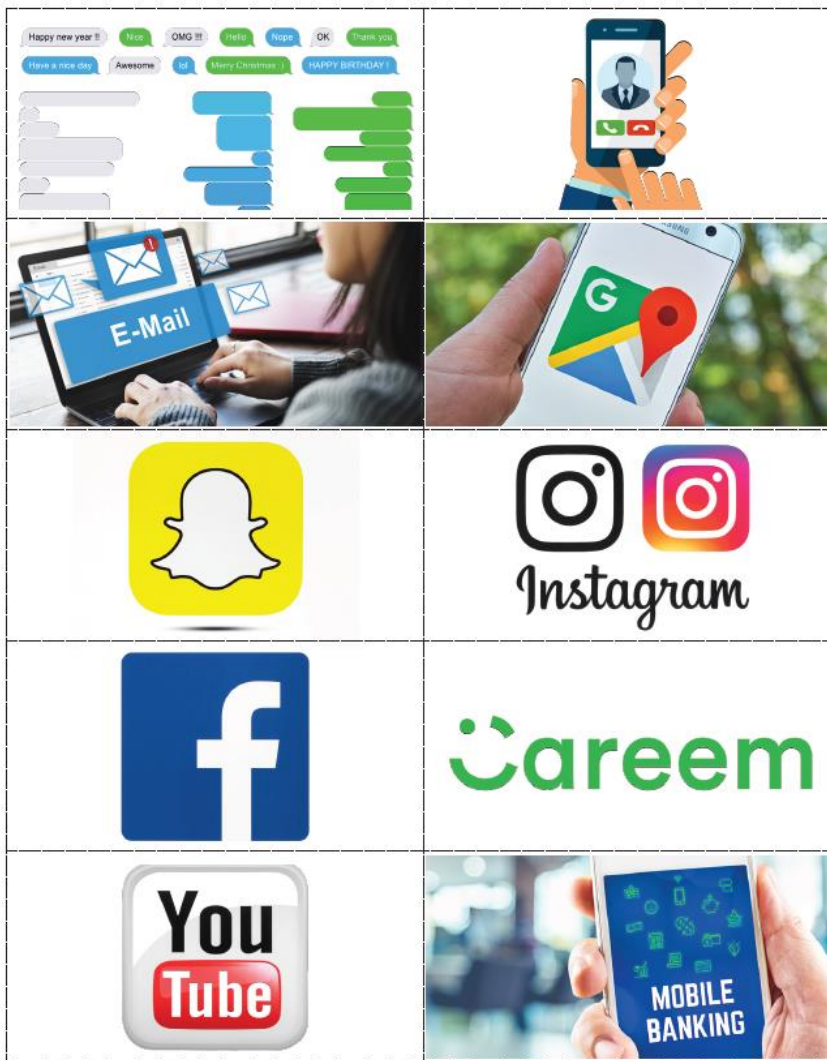 Happy new year !!
Nice
OMG !!!
Hello
Nope
OK
Thank you
Have a nice day
Awesome
lol
Merry Christmas :)
HAPPY BIRTHDAY !
E-Mail
SAMSUNG
G
Instagram
f
Careem
You
Tube
MOBILE
BANKING